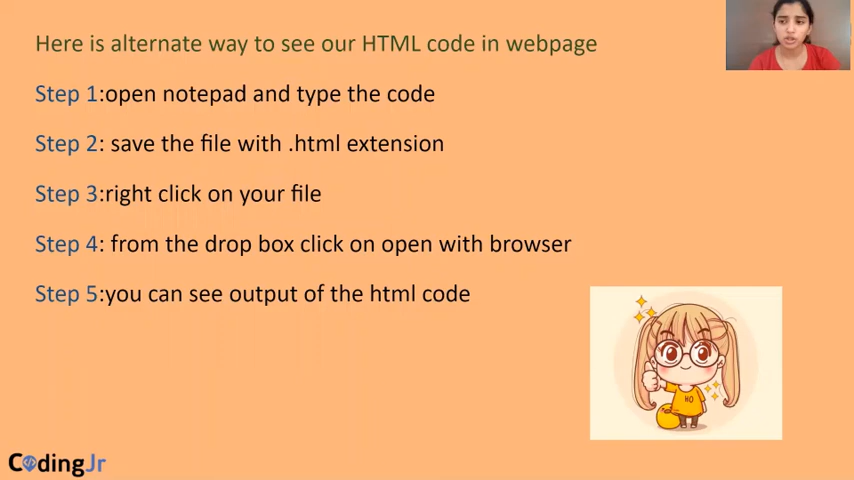 Here is alternate way to see our HTML code in webpage
Step 1:open notepad and type the code
Step 2: save the file with .html extension
Step 3:right click on your file
Step 4: from the drop box click on open with browser
Step 5:you can see output of the html code
HO
CodingJr